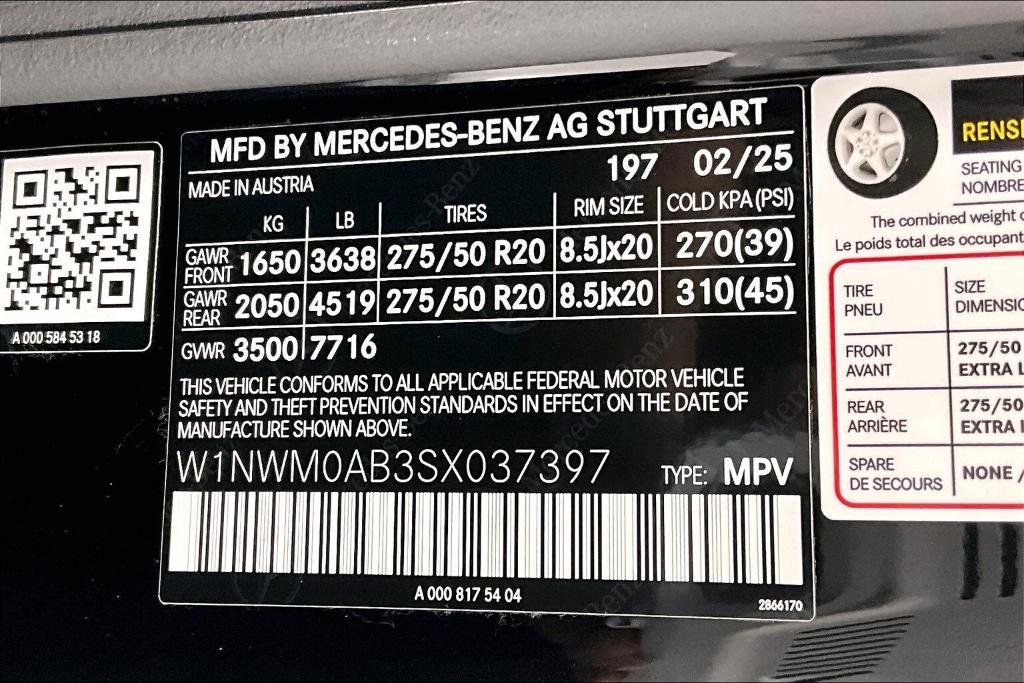 MFD BY MERCEDES-BENZ AG STUTTGART
MADE IN AUSTRIA 197 02/25
KG LB TIRES RIM SIZE COLD KPA(PSI)
GAWR FRONT 1650 3638 275/50 R20 8.5Jx20 270(39)
GAWR REAR 2050 4519 275/50 R20 8.5Jx20 310(45)
GVWR 3500 7716
THIS VEHICLE CONFORMS TO ALL APPLICABLE FEDERAL MOTOR VEHICLE
SAFETY AND THEFT PREVENTION STANDARDS IN EFFECT ON THE DATE OF
MANUFACTURE SHOWN ABOVE.
W1NWM0AB3SX037397 TYPE: MPV
A 000 817 54 04
2866170
A 000 584 53 18
SEATING
NOMBRE
The combined weight
Le poids total des
TIRE
PNEU
SIZE
FRONT
AVANT
275/50
EXTRA
REAR
ARRIÈRE
275/50
EXTRA
SPARE
DE SECOURS
NONE /